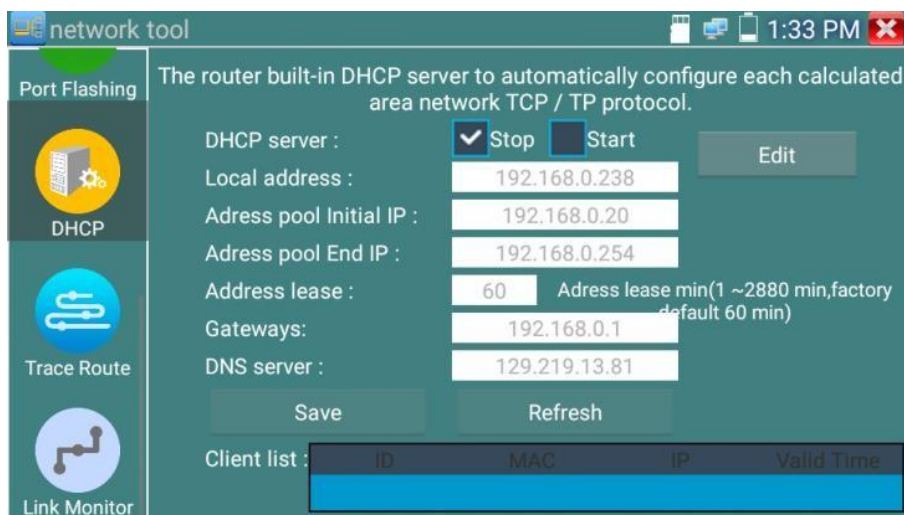 network tool
1:33 PM
Port Flashing
The router built-in DHCP server to automatically configure each calculated
area network TCP / TP protocol.
DHCP server :
Stop
Start
Edit
Local address :
192.168.0.238
Adress pool Initial IP :
192.168.0.20
DHCP
Adress pool End IP :
192.168.0.254
Address lease :
60
Adress lease min(1 ~2880 min,factory
default 60 min)
Gateways:
192.168.0.1
Trace Route
DNS server :
129.219.13.81
Save
Refresh
Client list :
ID
MAC
IP
Valid Time
Link Monitor